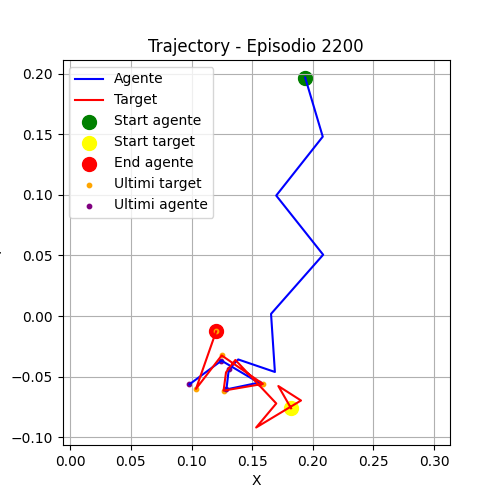 Trajectory - Episodio 2200
Agente
Target
Start agente
Start target
End agente
Ultimi target
Ultimi agente
0.20
0.15
0.10
0.05
0.00
−0.05
−0.10
0.00 0.05 0.10 0.15 0.20 0.25 0.30
X